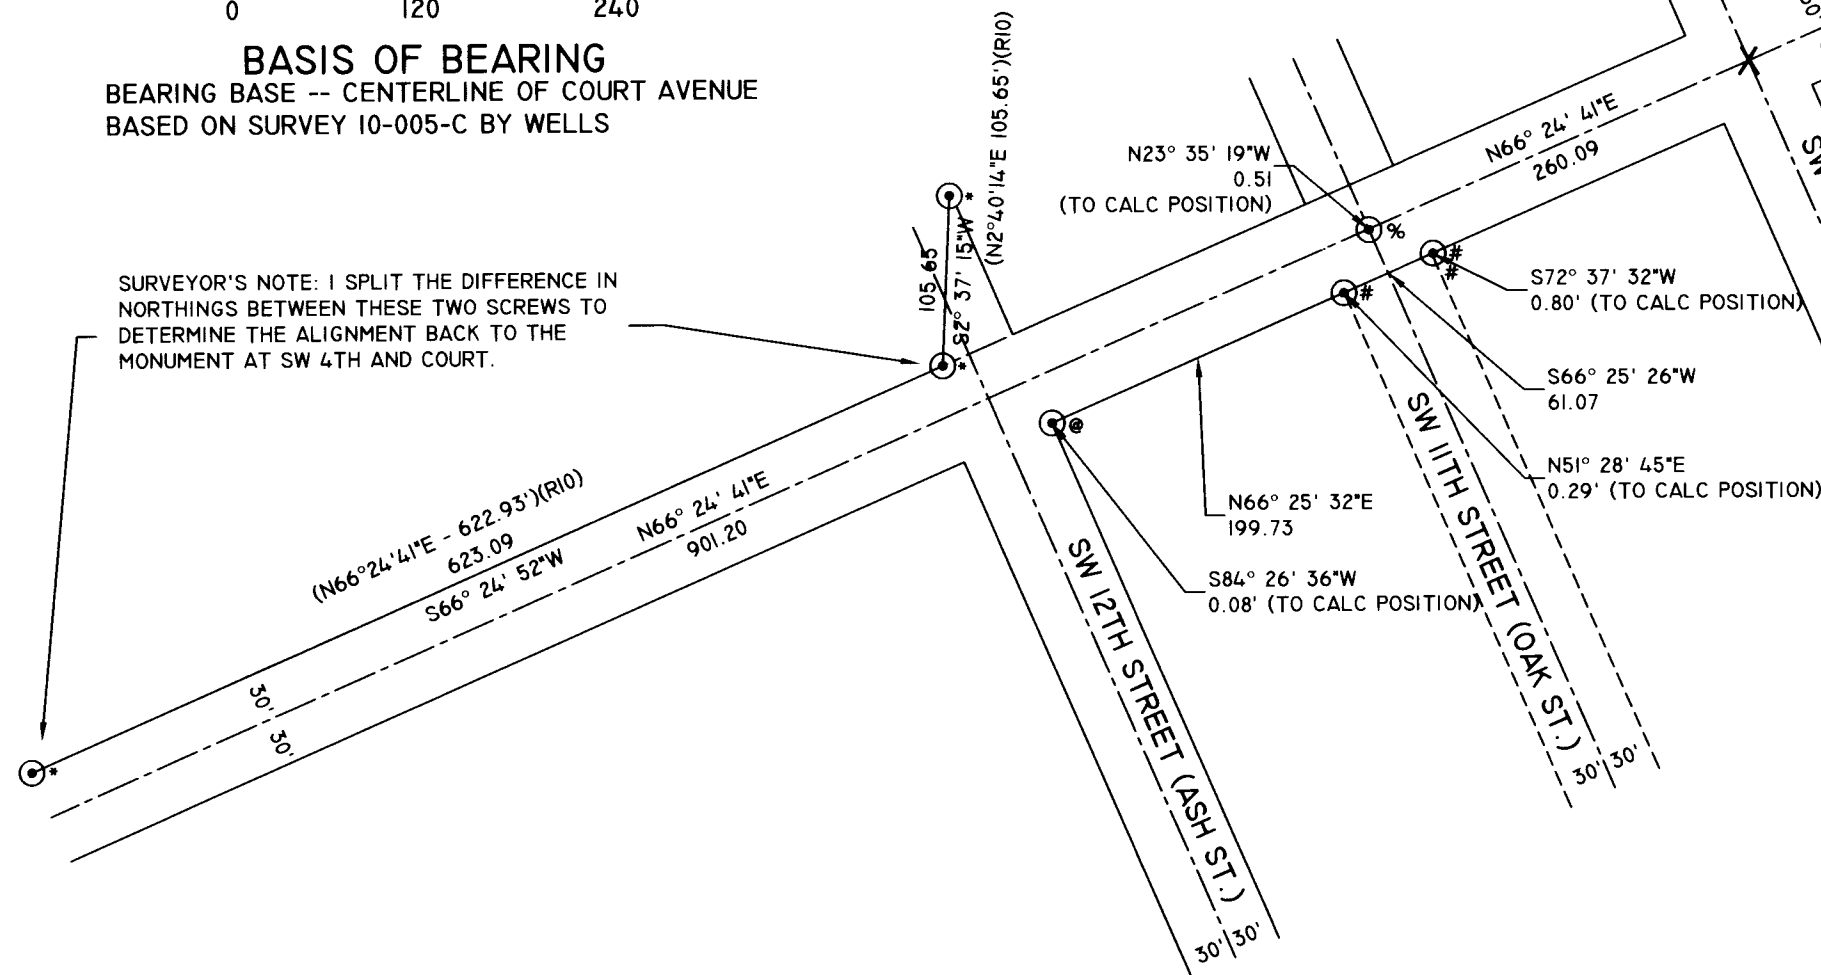 0 120 240
BASIS OF BEARING
BEARING BASE -- CENTERLINE OF COURT AVENUE
BASED ON SURVEY 10-005-C BY WELLS
SURVEYOR'S NOTE: I SPLIT THE DIFFERENCE IN
NORTHINGS BETWEEN THESE TWO SCREWS TO
DETERMINE THE ALIGNMENT BACK TO THE
MONUMENT AT SW 4TH AND COURT.
*
105.65
S2° 37' 15"W
(N2°40'14"E 105.65')(R10)
*
N23° 35' 19"W
0.51
(TO CALC POSITION)
N66° 24' 41"E
260.09
SW
%
#
#
#
S72° 37' 32"W
0.80' (TO CALC POSITION)
S66° 25' 26"W
61.07
N51° 28' 45"E
0.29' (TO CALC POSITION)
@
N66° 25' 32"E
199.73
S84° 26' 36"W
0.08' (TO CALC POSITION)
(N66°24'41"E - 622.93')(R10)
623.09
S66° 24' 52"W
N66° 24' 41"E
901.20
30'
30'
*
SW 12TH STREET (ASH ST.)
30' 30'
SW 11TH STREET (OAK ST.)
30' 30'